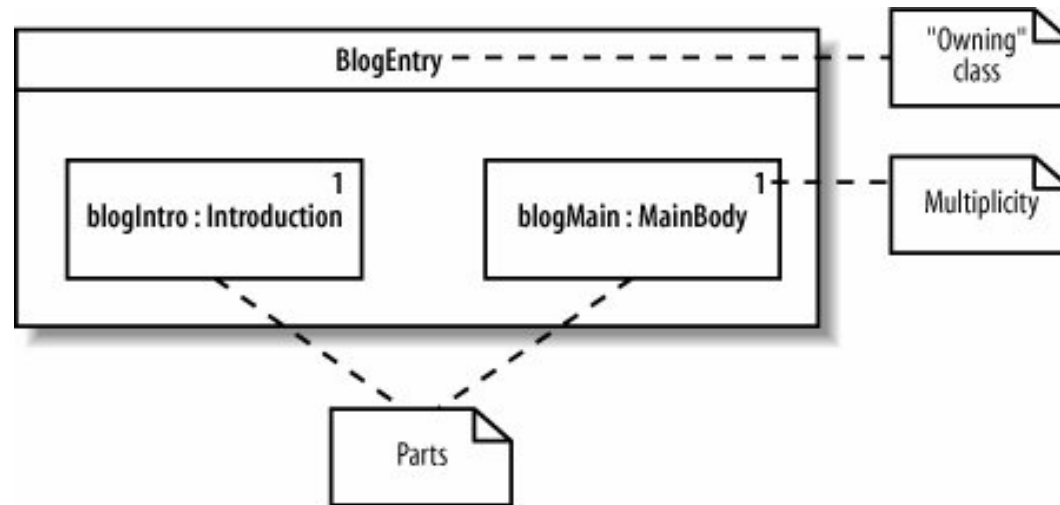 BlogEntry
"Owning"
class
1
blogIntro : Introduction
1
blogMain : MainBody
Multiplicity
Parts